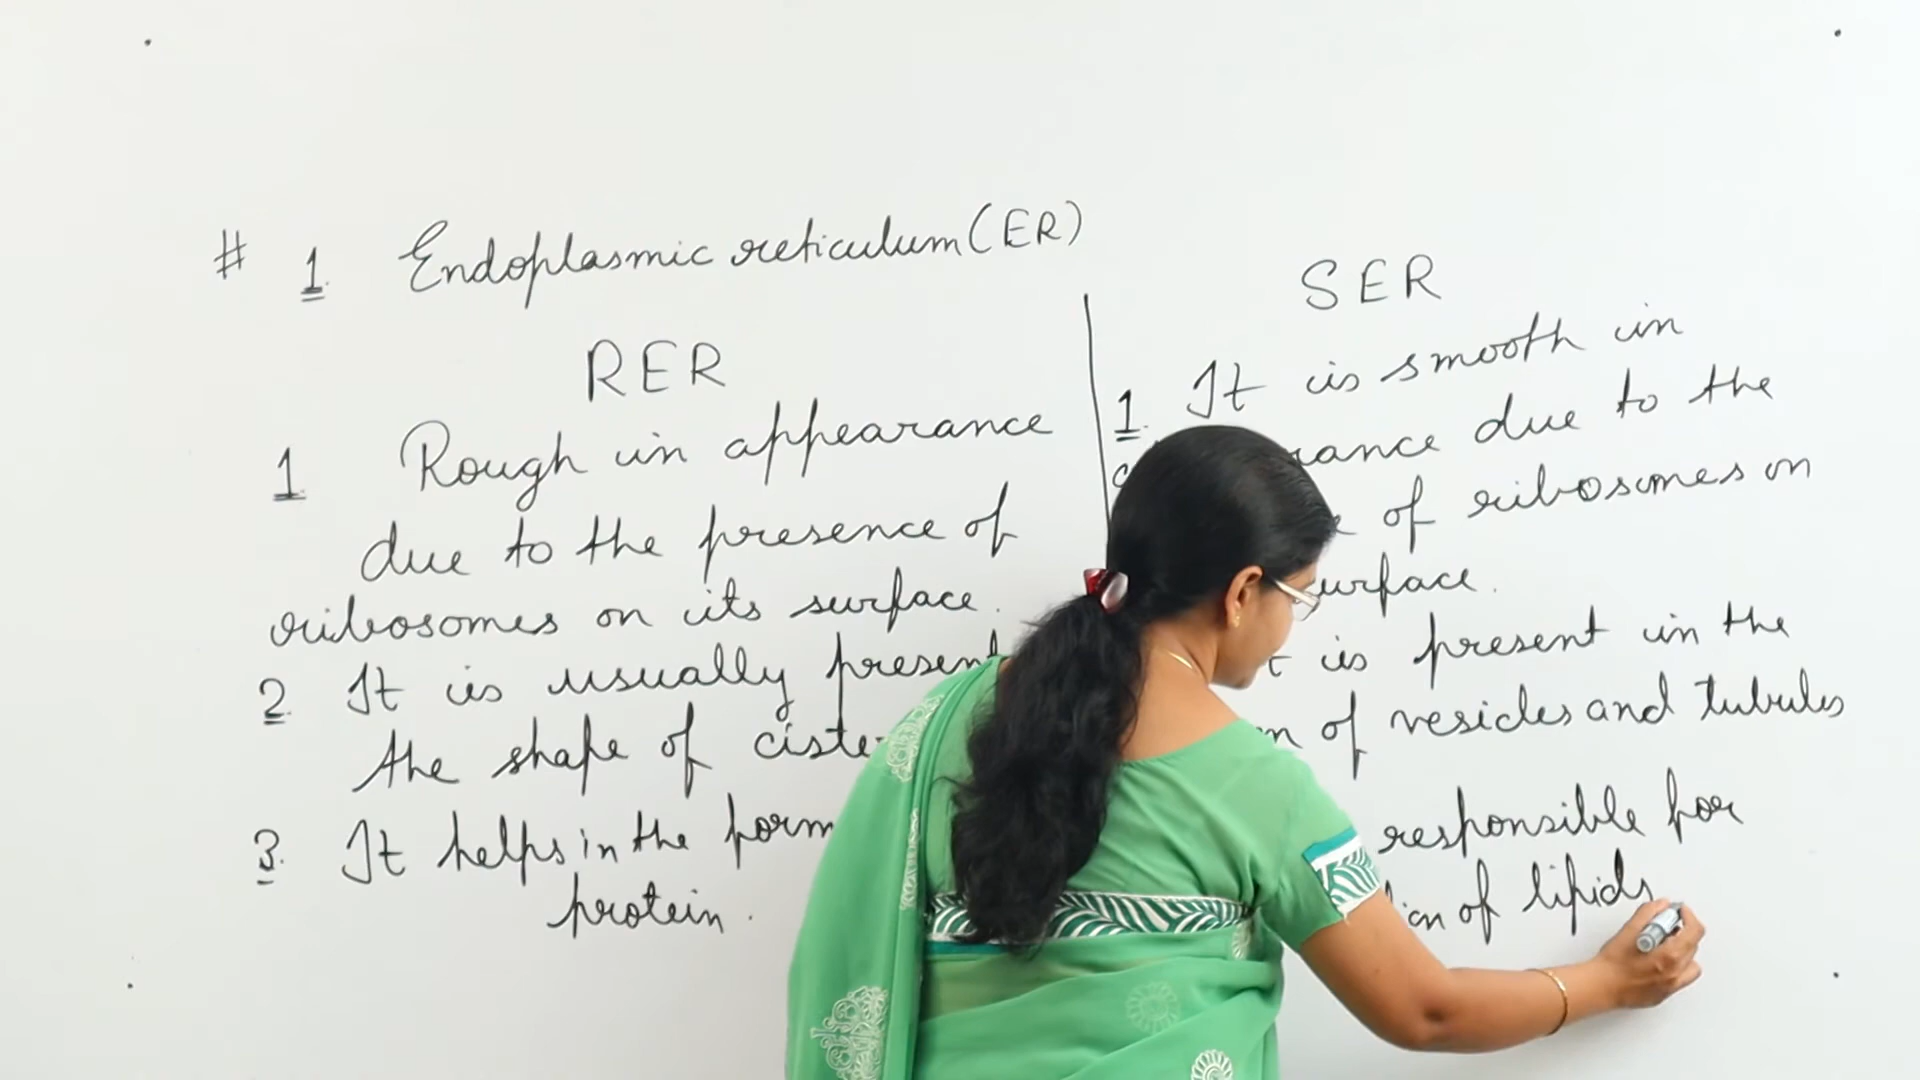 # 1 Endoplasmic reticulum (ER)
RER
1 Rough in appearance
due to the presence of
ribosomes on its surface.
2 It is usually present
the shape of
3. It helps in the
protein.
SER
1. It is smooth in
due to the
of ribosomes on
is present in the
of vesicles and tubules
responsible for
of lipids